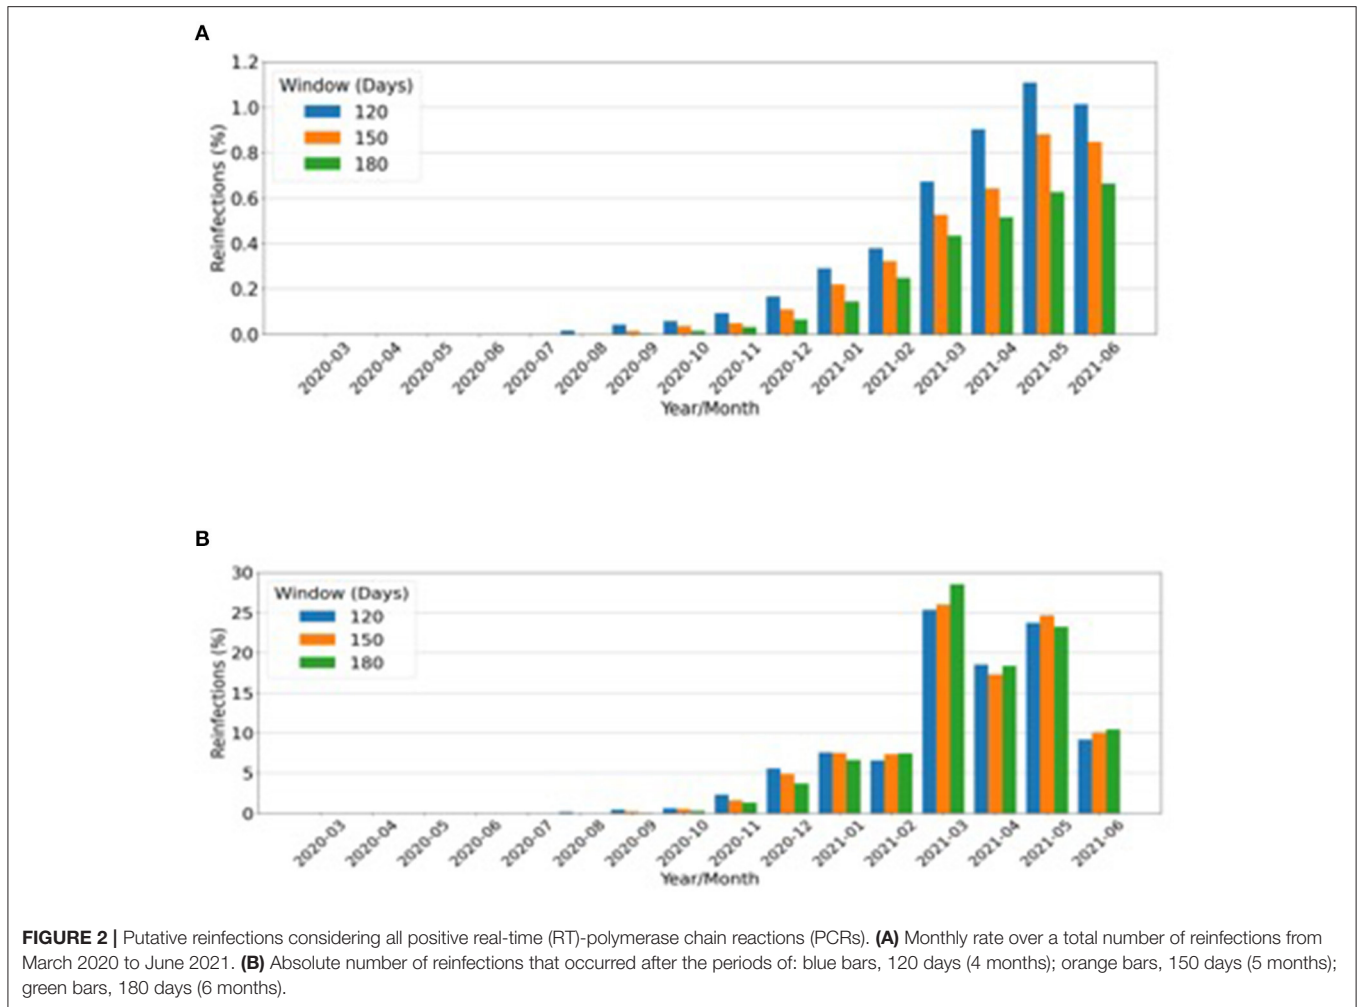 A
1.2
1.0
0.8
0.6
0.4
0.2
0.0
Reinfections (%)
Window (Days)
120
150
180
2020-03 2020-04 2020-05 2020-06 2020-07 2020-08 2020-09 2020-10 2020-11 2020-12 2021-01 2021-02 2021-03 2021-04 2021-05 2021-06
Year/Month
B
30
25
20
15
10
5
0
Reinfections (%)
Window (Days)
120
150
180
2020-03 2020-04 2020-05 2020-06 2020-07 2020-08 2020-09 2020-10 2020-11 2020-12 2021-01 2021-02 2021-03 2021-04 2021-05 2021-06
Year/Month
FIGURE 2 | Putative reinfections considering all positive real-time (RT)-polymerase chain reactions (PCRs). (A) Monthly rate over a total number of reinfections from
March 2020 to June 2021. (B) Absolute number of reinfections that occurred after the periods of: blue bars, 120 days (4 months); orange bars, 150 days (5 months);
green bars, 180 days (6 months).